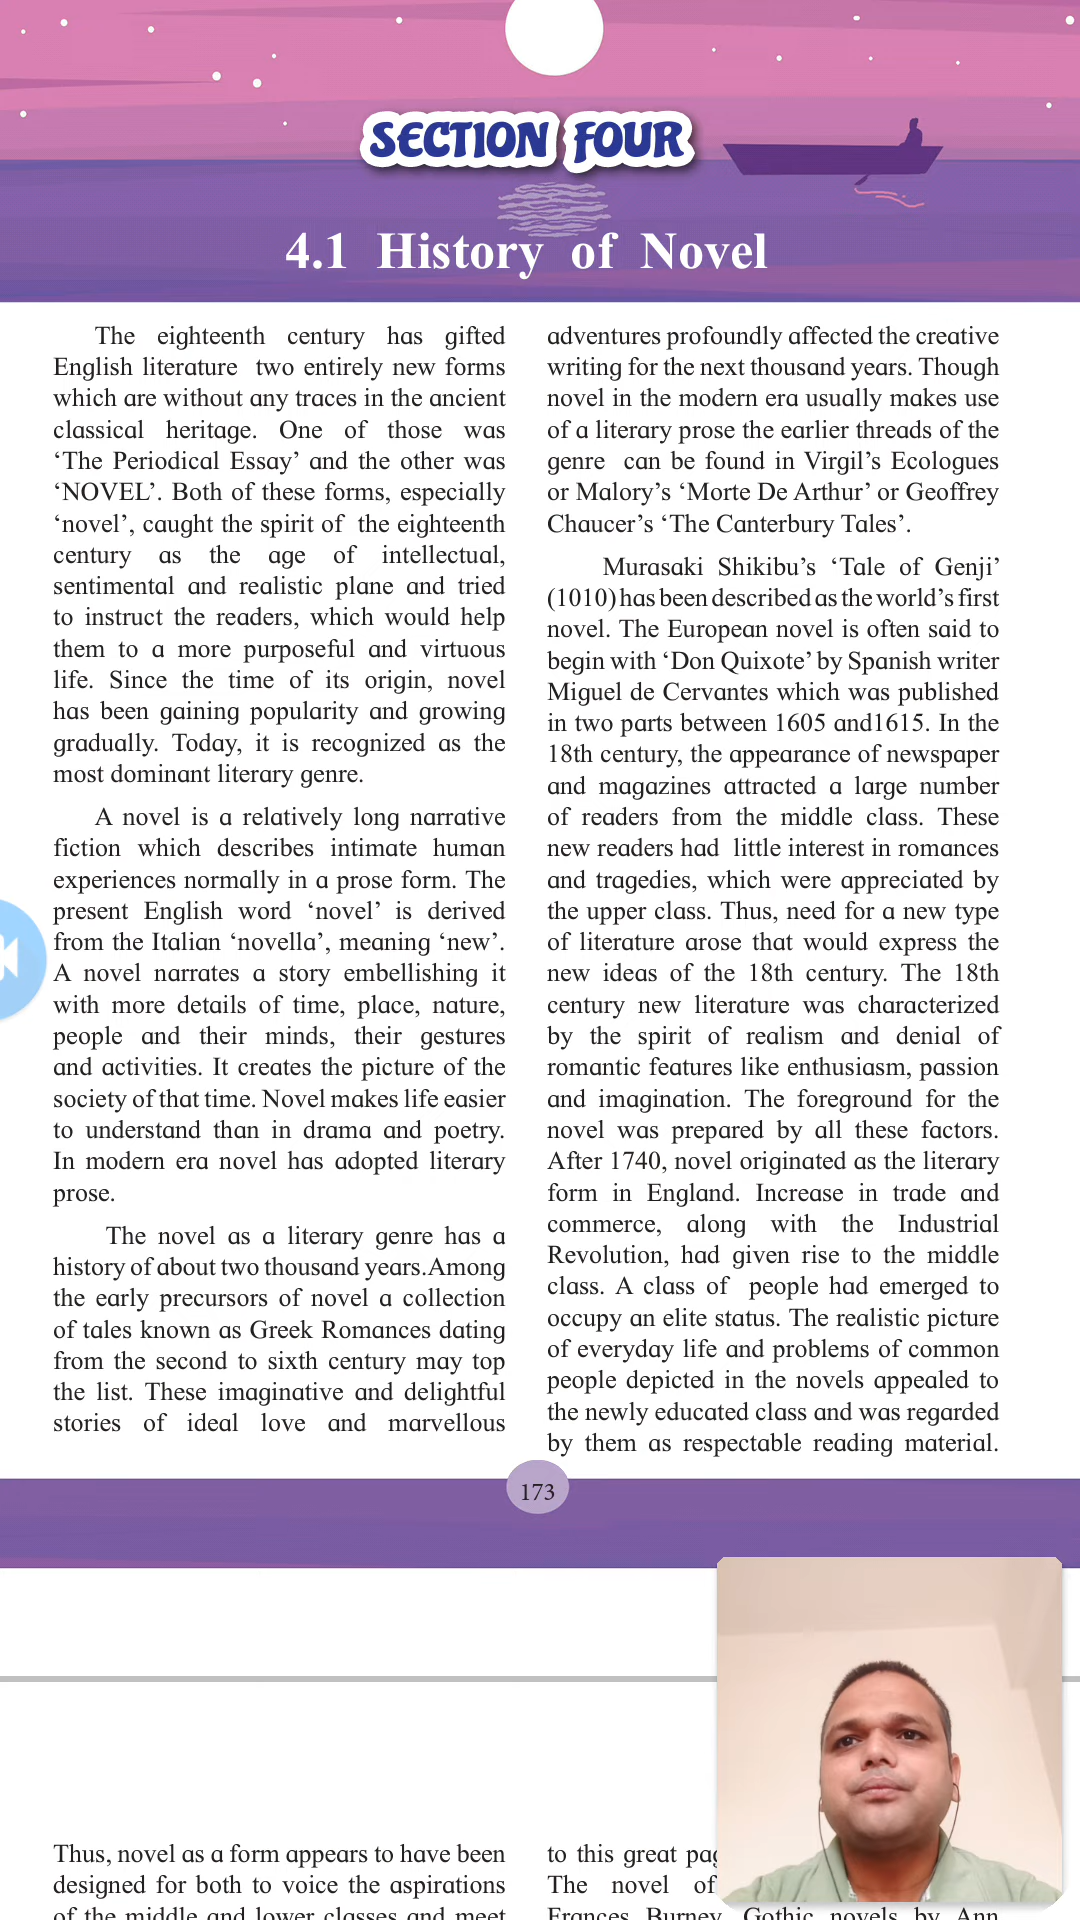 SECTION FOUR
4.1 History of Novel
The eighteenth century has gifted
English literature two entirely new forms
which are without any traces in the ancient
classical heritage. One of those was
‘The Periodical Essay’ and the other was
‘NOVEL’. Both of these forms, especially
‘novel’, caught the spirit of the eighteenth
century as the age of intellectual,
sentimental and realistic plane and tried
to instruct the readers, which would help
them to a more purposeful and virtuous
life. Since the time of its origin, novel
has been gaining popularity and growing
gradually. Today, it is recognized as the
most dominant literary genre.
A novel is a relatively long narrative
fiction which describes intimate human
experiences normally in a prose form. The
present English word ‘novel’ is derived
from the Italian ‘novella’, meaning ‘new’.
A novel narrates a story embellishing it
with more details of time, place, nature,
people and their minds, their gestures
and activities. It creates the picture of the
society of that time. Novel makes life easier
to understand than in drama and poetry.
In modern era novel has adopted literary
prose.
The novel as a literary genre has a
history of about two thousand years.Among
the early precursors of novel a collection
of tales known as Greek Romances dating
from the second to sixth century may top
the list. These imaginative and delightful
stories of ideal love and marvellous
adventures profoundly affected the creative
writing for the next thousand years. Though
novel in the modern era usually makes use
of a literary prose the earlier threads of the
genre can be found in Virgil’s Ecologues
or Malory’s ‘Morte De Arthur’ or Geoffrey
Chaucer’s ‘The Canterbury Tales’.
Murasaki Shikibu’s ‘Tale of Genji’
(1010) has been described as the world’s first
novel. The European novel is often said to
begin with ‘Don Quixote’ by Spanish writer
Miguel de Cervantes which was published
in two parts between 1605 and1615. In the
18th century, the appearance of newspaper
and magazines attracted a large number
of readers from the middle class. These
new readers had little interest in romances
and tragedies, which were appreciated by
the upper class. Thus, need for a new type
of literature arose that would express the
new ideas of the 18th century. The 18th
century new literature was characterized
by the spirit of realism and denial of
romantic features like enthusiasm, passion
and imagination. The foreground for the
novel was prepared by all these factors.
After 1740, novel originated as the literary
form in England. Increase in trade and
commerce, along with the Industrial
Revolution, had given rise to the middle
class. A class of people had emerged to
occupy an elite status. The realistic picture
of everyday life and problems of common
people depicted in the novels appealed to
the newly educated class and was regarded
by them as respectable reading material.
173
Thus, novel as a form appears to have been
designed for both to voice the aspirations
of the middle and lower classes and meet
to this great
The novel of
Frances Burney, Gothic novels by Ann